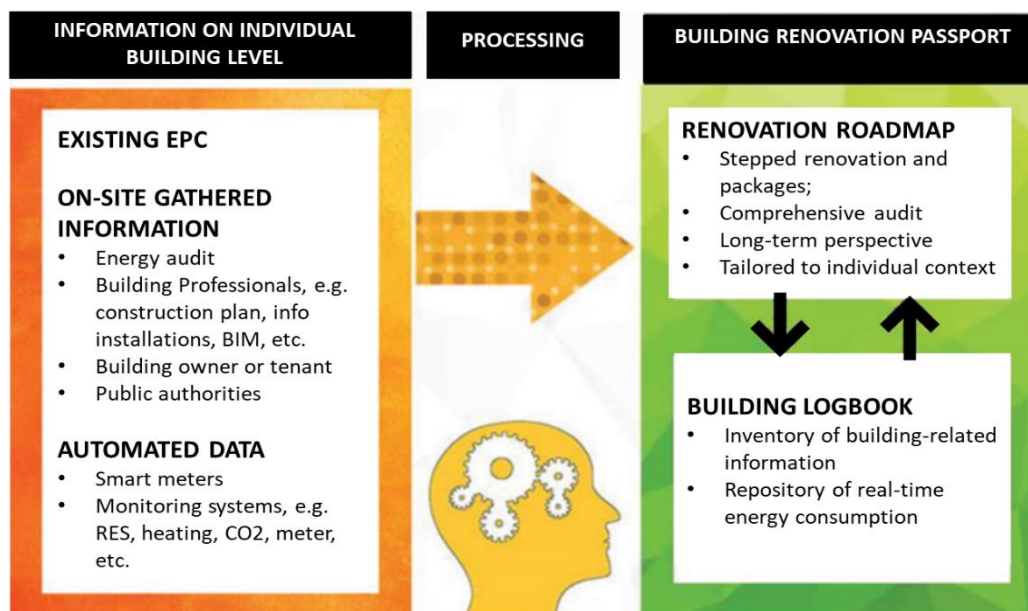 INFORMATION ON INDIVIDUAL
BUILDING LEVEL
PROCESSING
BUILDING RENOVATION PASSPORT
EXISTING EPC
ON-SITE GATHERED
INFORMATION
• Energy audit
• Building Professionals, e.g.
construction plan, info
installations, BIM, etc.
• Building owner or tenant
• Public authorities
AUTOMATED DATA
• Smart meters
• Monitoring systems, e.g.
RES, heating, CO2, meter,
etc.
RENOVATION ROADMAP
• Stepped renovation and
packages;
• Comprehensive audit
• Long-term perspective
• Tailored to individual context
BUILDING LOGBOOK
• Inventory of building-related
information
• Repository of real-time
energy consumption